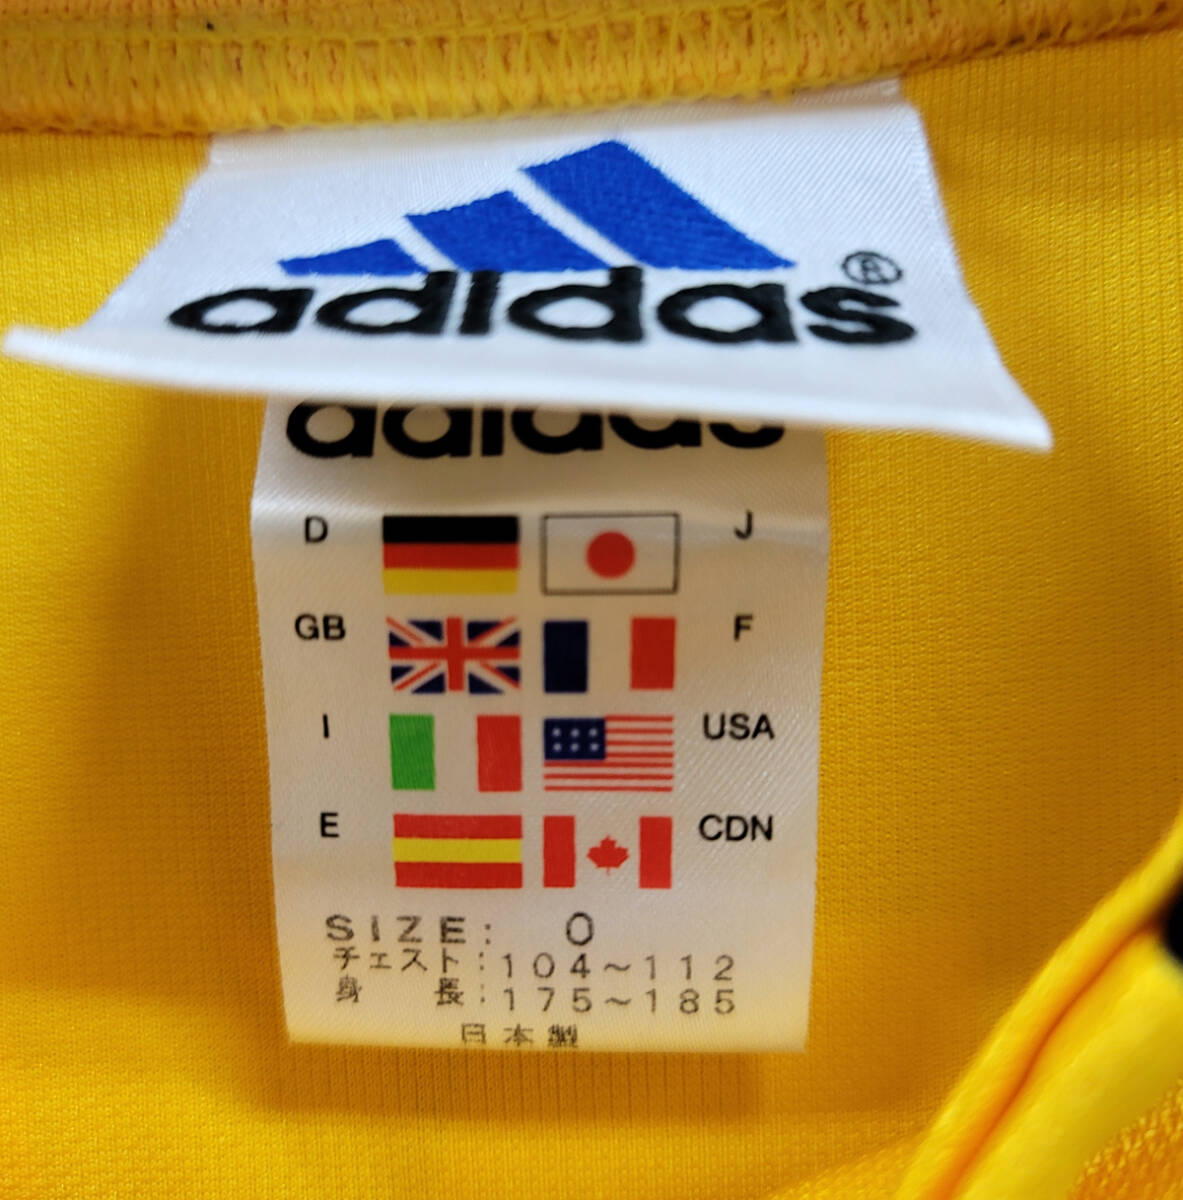 adidas®
adidas
D J
GB F
I USA
E CDN
SIZE: O
チェスト:104~112
身 長:175~185
日本製